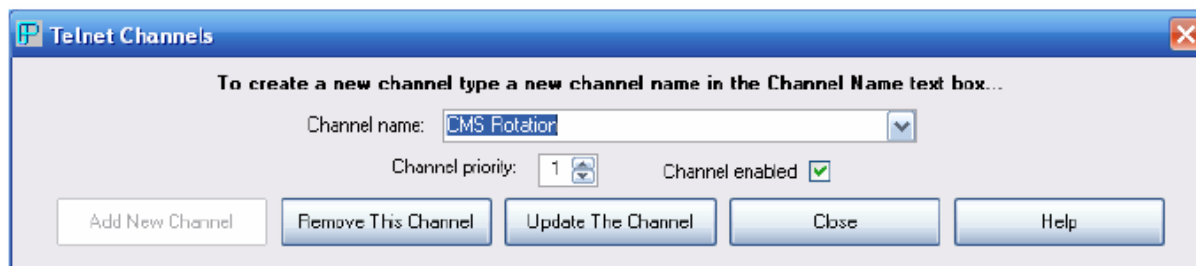 Telnet Channels
To create a new channel type a new channel name in the Channel Name text box...
Channel name: CMS Rotation
Channel priority: 1 Channel enabled
Add New Channel Remove This Channel Update The Channel Close Help